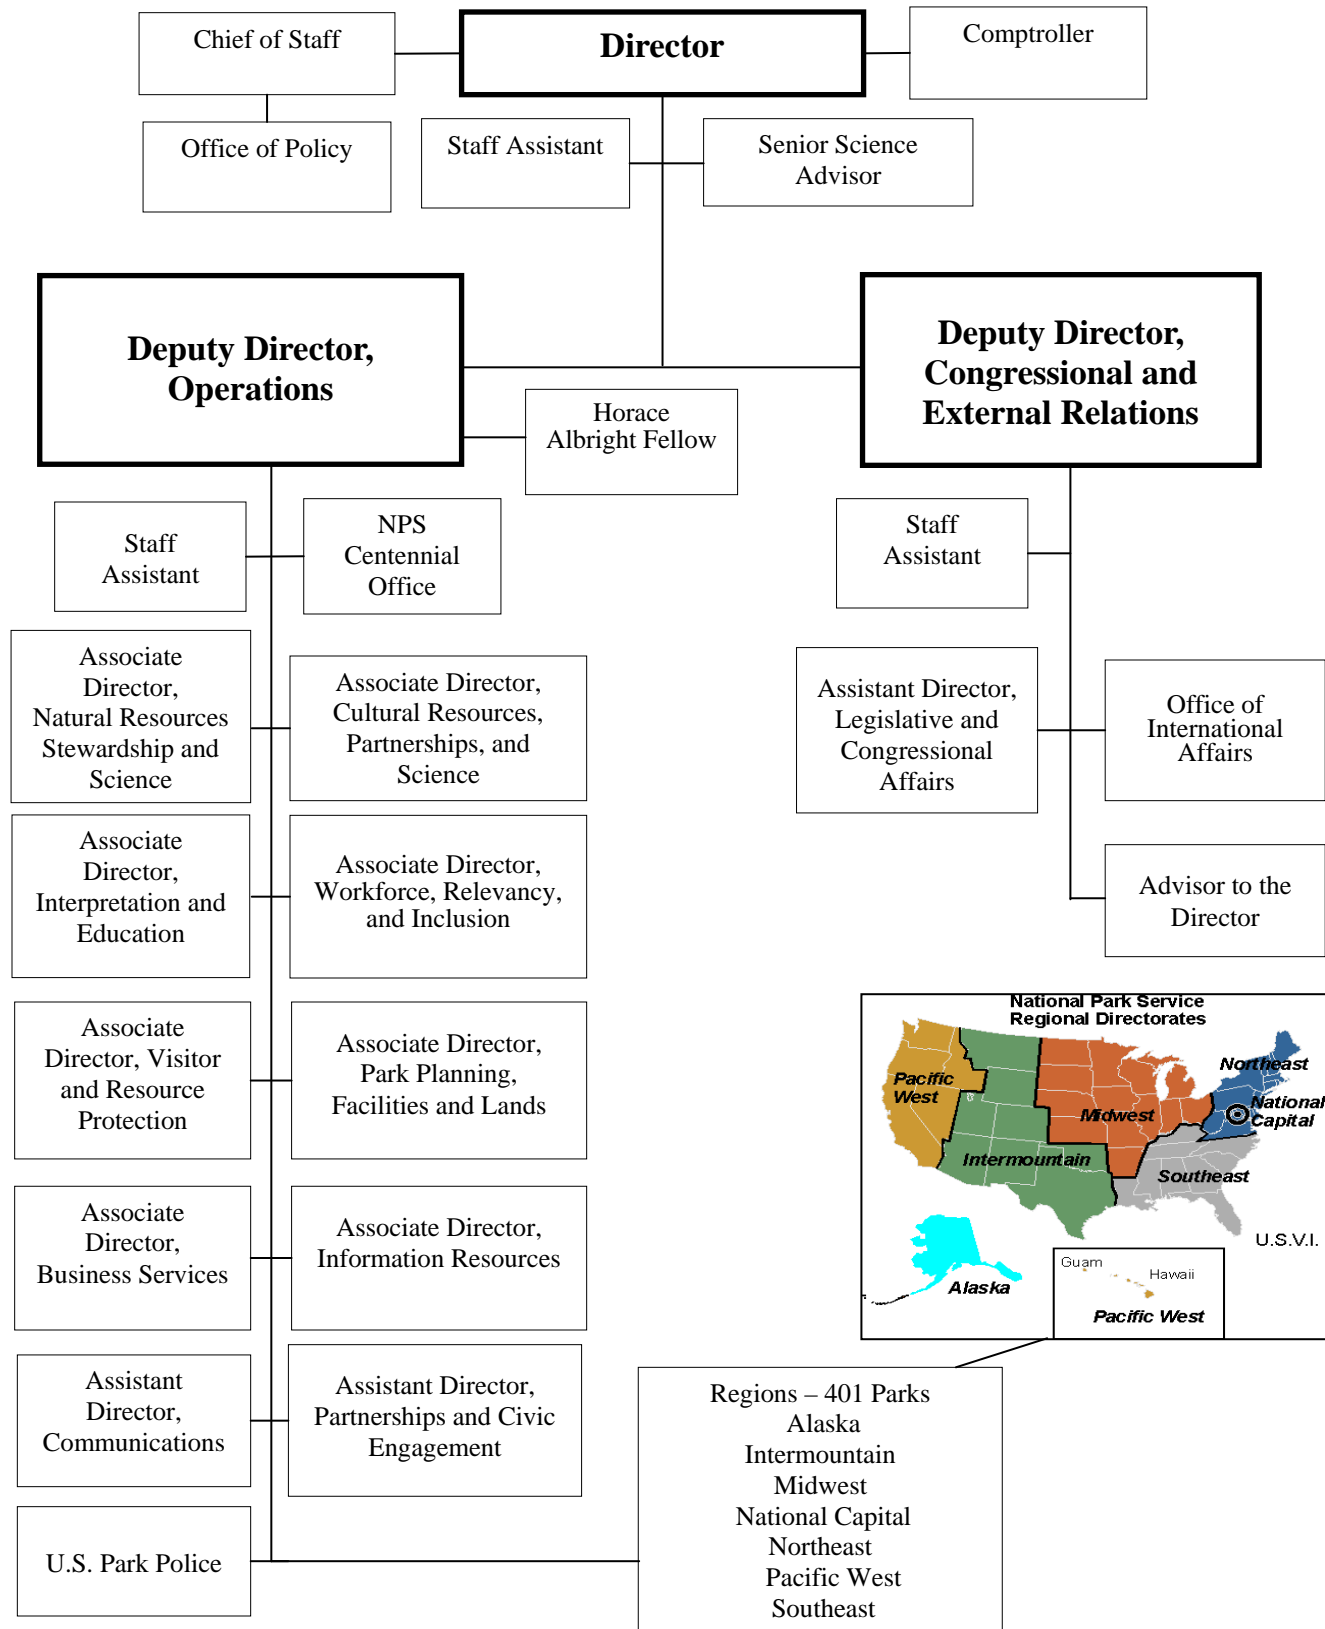 Chief of Staff
Director
Comptroller
Office of Policy
Staff Assistant
Senior Science
Advisor
Deputy Director,
Operations
Deputy Director,
Congressional and
External Relations
Horace
Albright Fellow
Staff
Assistant
NPS
Centennial
Office
Staff
Assistant
Associate
Director,
Natural Resources
Stewardship and
Science
Associate Director,
Cultural Resources,
Partnerships, and
Science
Assistant Director,
Legislative and
Congressional
Affairs
Office of
International
Affairs
Associate
Director,
Interpretation and
Education
Associate Director,
Workforce, Relevancy,
and Inclusion
Advisor to the
Director
Associate
Director, Visitor
and Resource
Protection
Associate Director,
Park Planning,
Facilities and Lands
National Park Service
Regional Directorates
Pacific
West
Midwest
Northeast
National
Capital
Intermountain
Southeast
U.S.V.I.
Alaska
Guam
Hawaii
Pacific West
Associate
Director,
Business Services
Associate Director,
Information Resources
Assistant
Director,
Communications
Assistant Director,
Partnerships and Civic
Engagement
U.S. Park Police
Regions – 401 Parks
Alaska
Intermountain
Midwest
National Capital
Northeast
Pacific West
Southeast